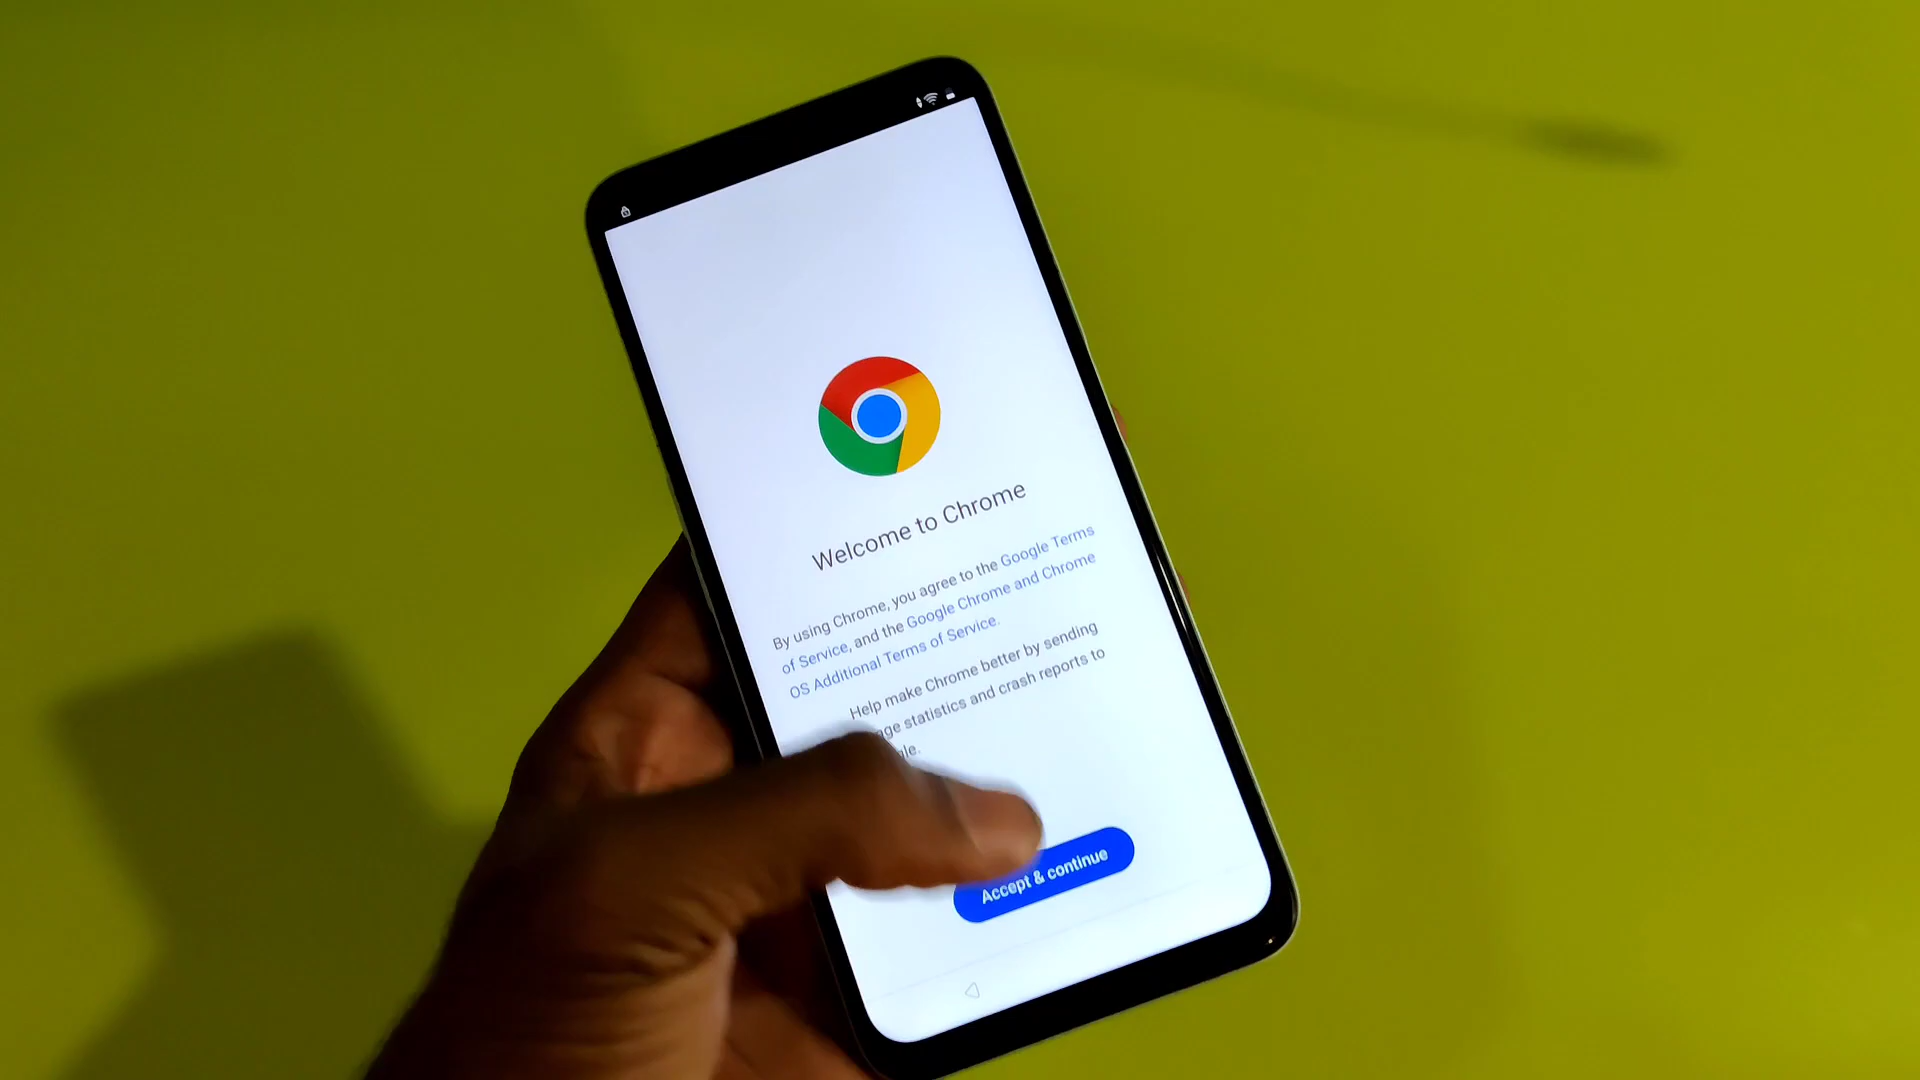 Welcome to Chrome
By using Chrome, you agree to the Google Terms
of Service, and the Google Chrome and Chrome
OS Additional Terms of Service.
Help make Chrome better by sending
statistics and crash reports to
Accept & continue